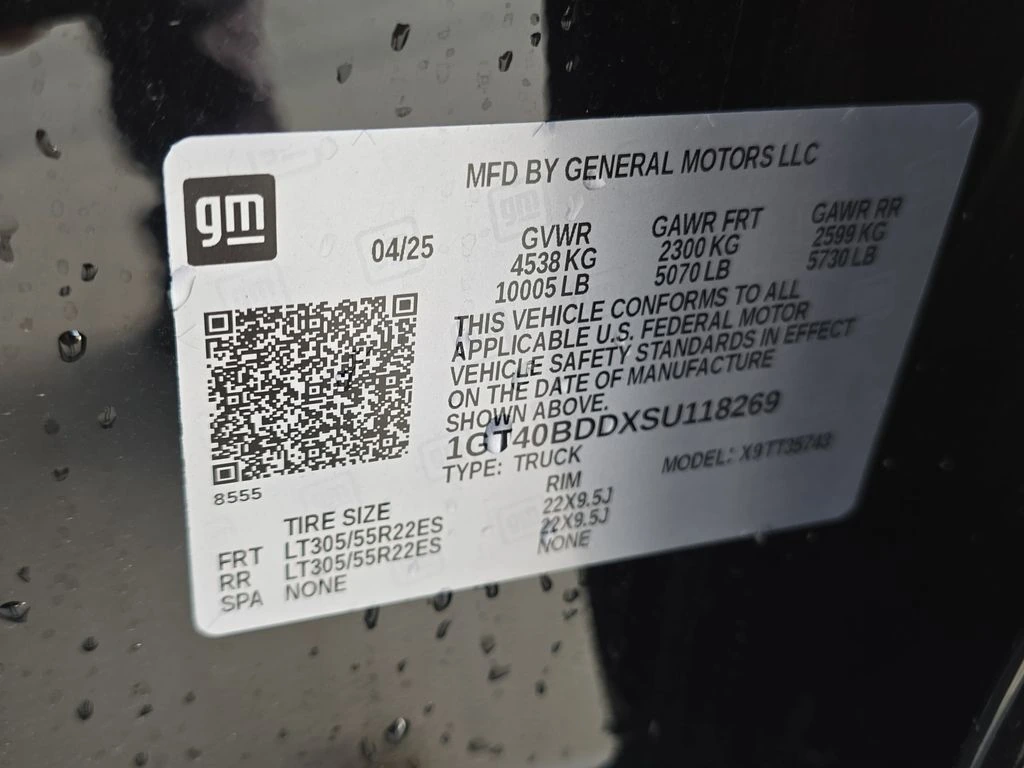 gm
MFD BY GENERAL MOTORS LLC
04/25
GVWR GAWR FRT GAWR RR
4538 KG 2300 KG 2599 KG
10005 LB 5070 LB 5730 LB
THIS VEHICLE CONFORMS TO ALL
APPLICABLE U.S. FEDERAL MOTOR
VEHICLE SAFETY STANDARDS IN EFFECT
ON THE DATE OF MANUFACTURE
SHOWN ABOVE.
1GT40BDDXSU118269
TYPE: TRUCK MODEL: X9TT35743
8555
TIRE SIZE RIM
FRT LT305/55R22ES 22X9.5J
RR LT305/55R22ES 22X9.5J
SPA NONE NONE